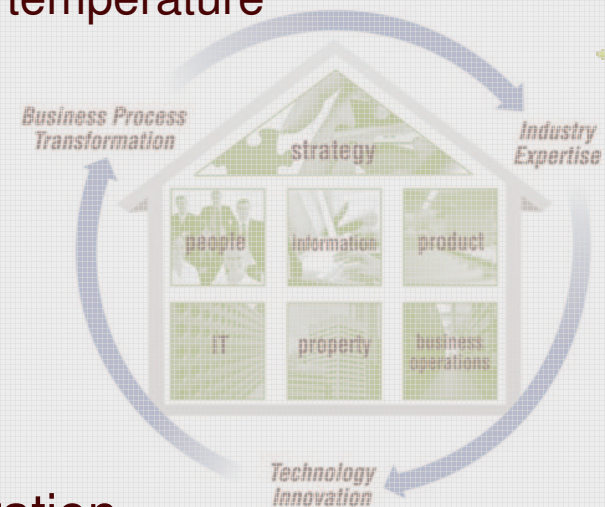 temperature
Business Process
Transformation
Industry
Expertise
strategy
people
information
product
IT
property
business
operations
Technology
Innovation